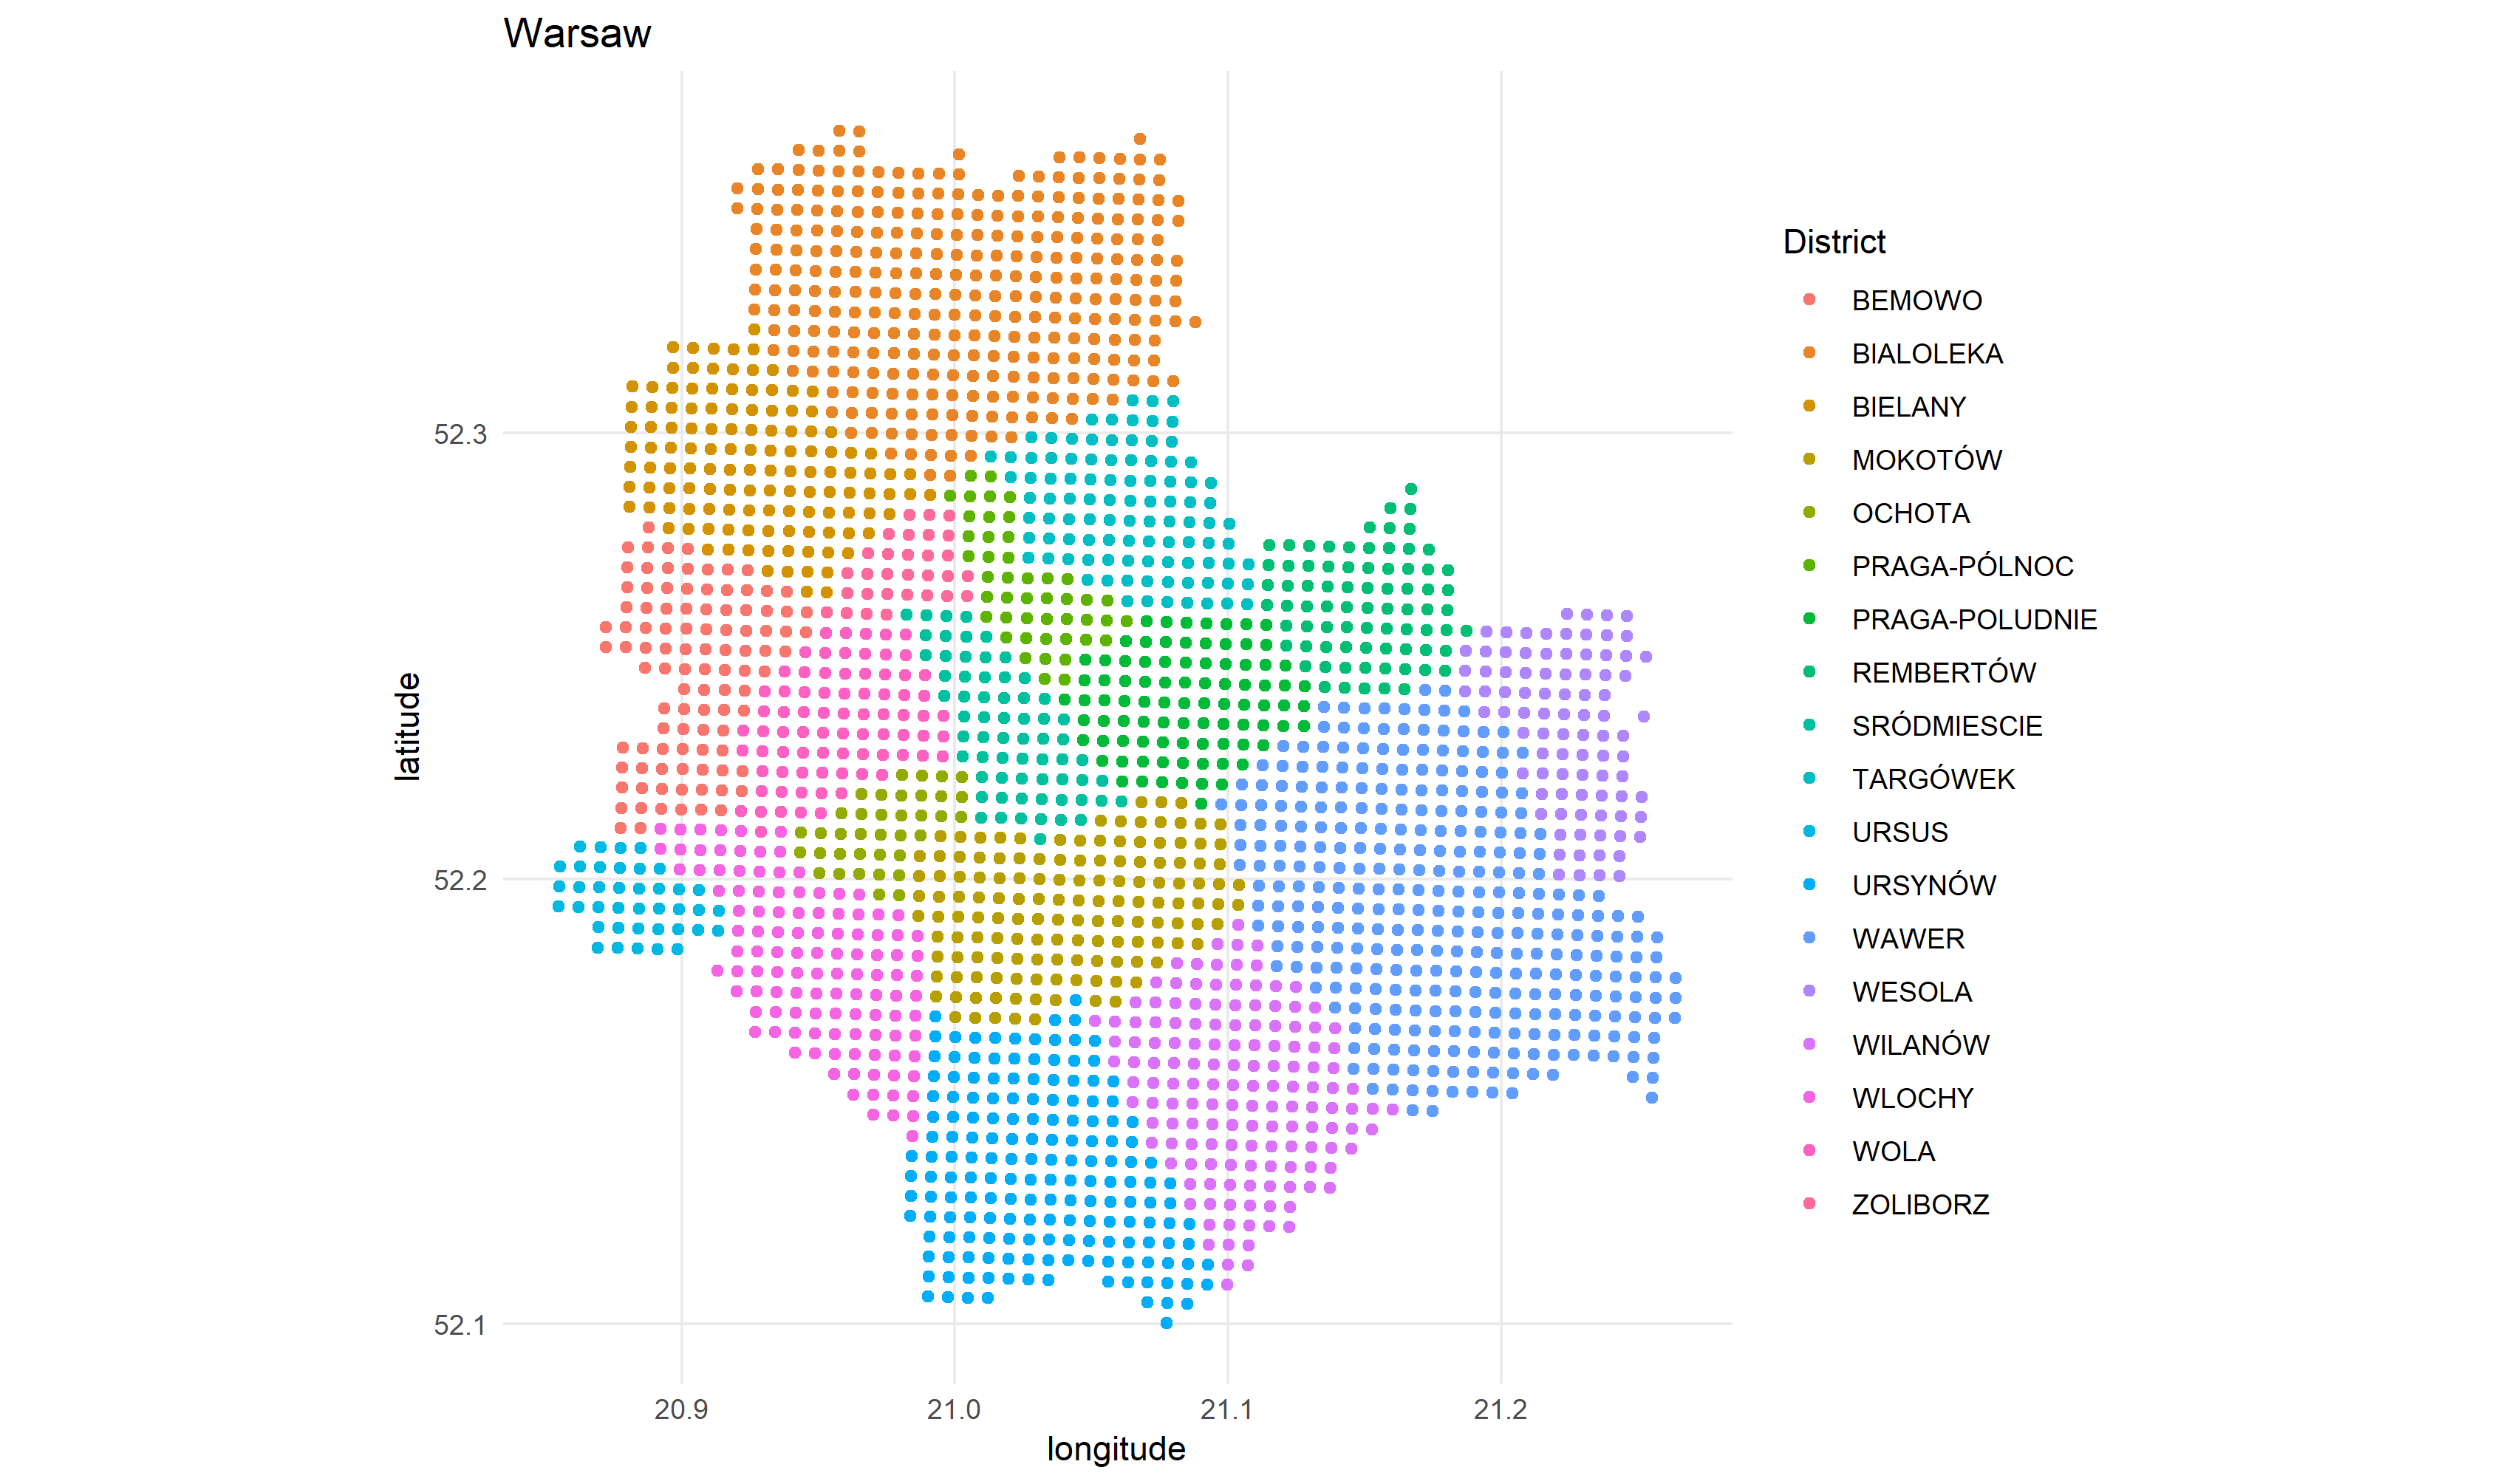 Warsaw
latitude
52.3
52.2
52.1
20.9 21.0 21.1 21.2
longitude
District
BEMOWO
BIALOLEKA
BIELANY
MOKOTÓW
OCHOTA
PRAGA-PÓLNOC
PRAGA-POLUDNIE
REMBERTÓW
SRÓDMIESCIE
TARGÓWEK
URSUS
URSYNÓW
WAWER
WESOLA
WILANÓW
WLOCHY
WOLA
ZOLIBORZ